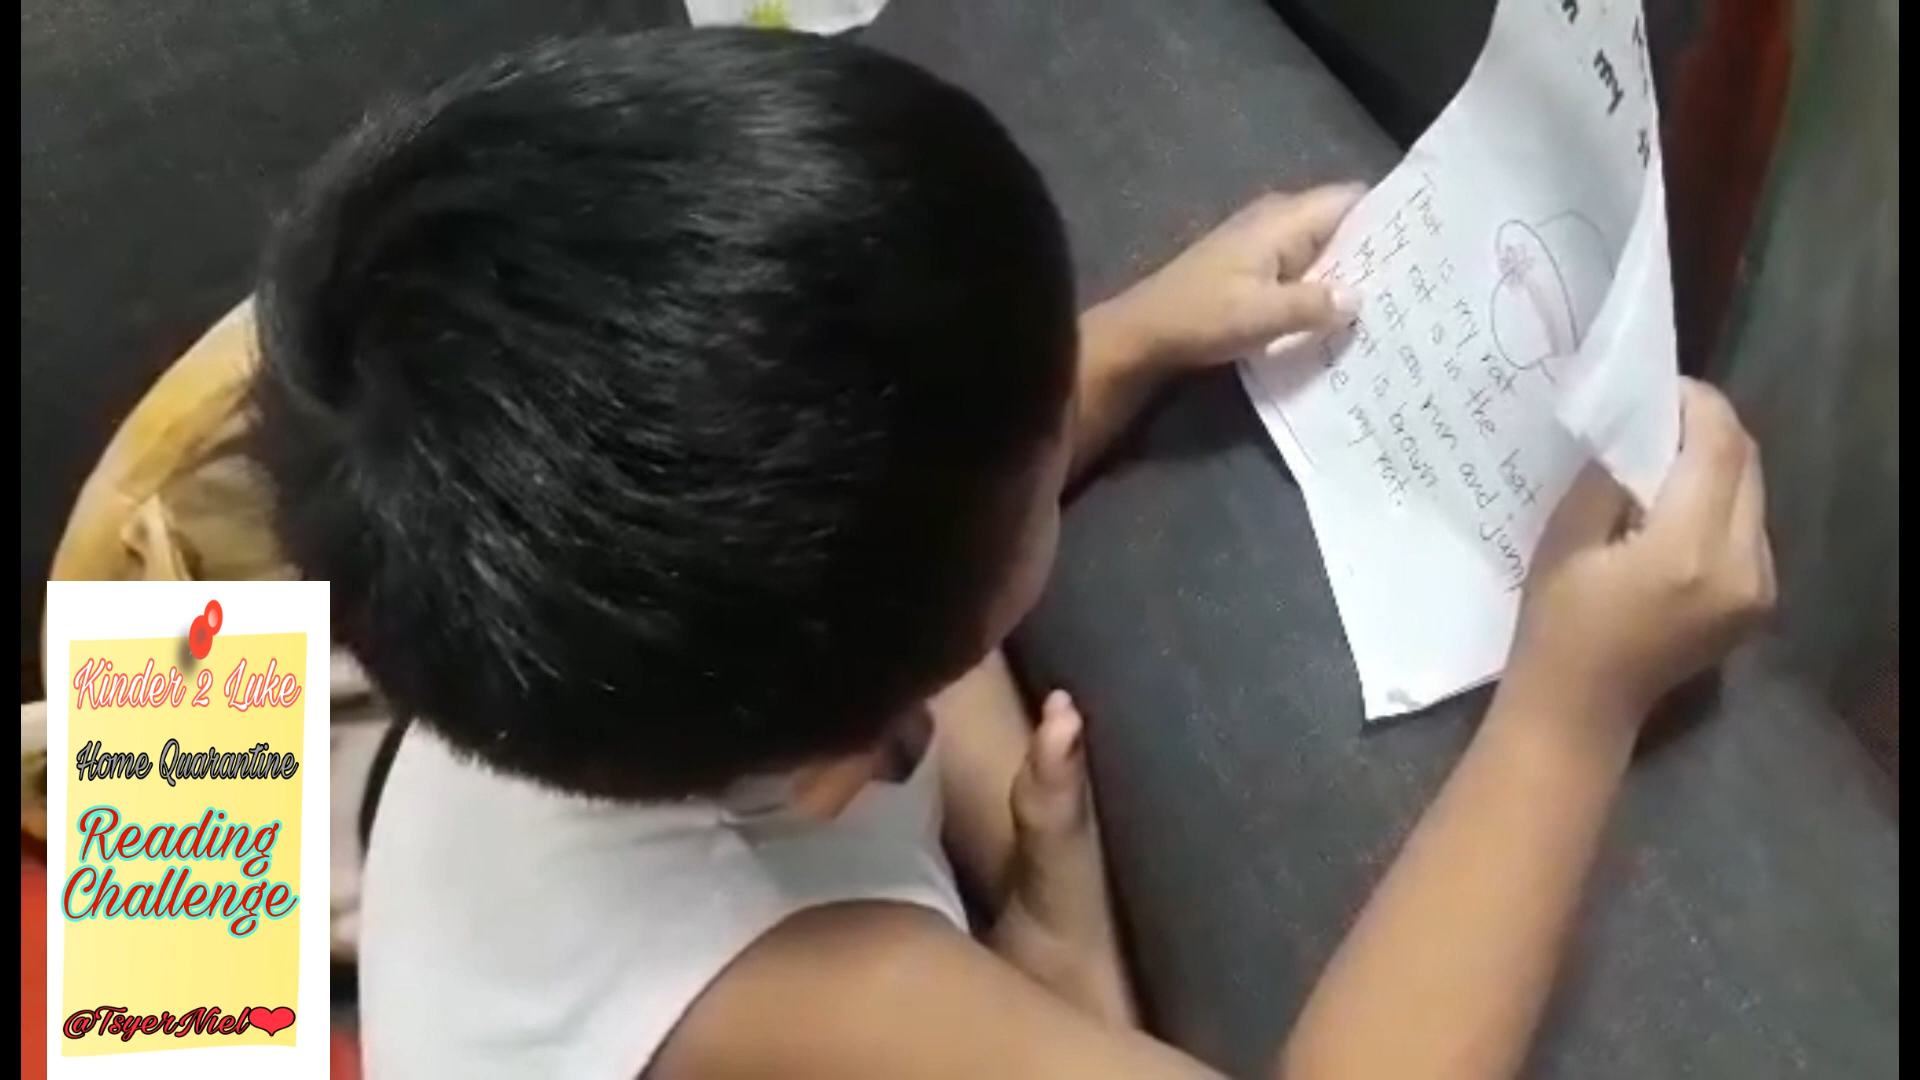 my
That is my rat
My rat is in the hat
My rat can run and jump
rat is brown.
my rat.
Kinder 2 Luke
Home Quarantine
Reading
Challenge
@TsyerNiel